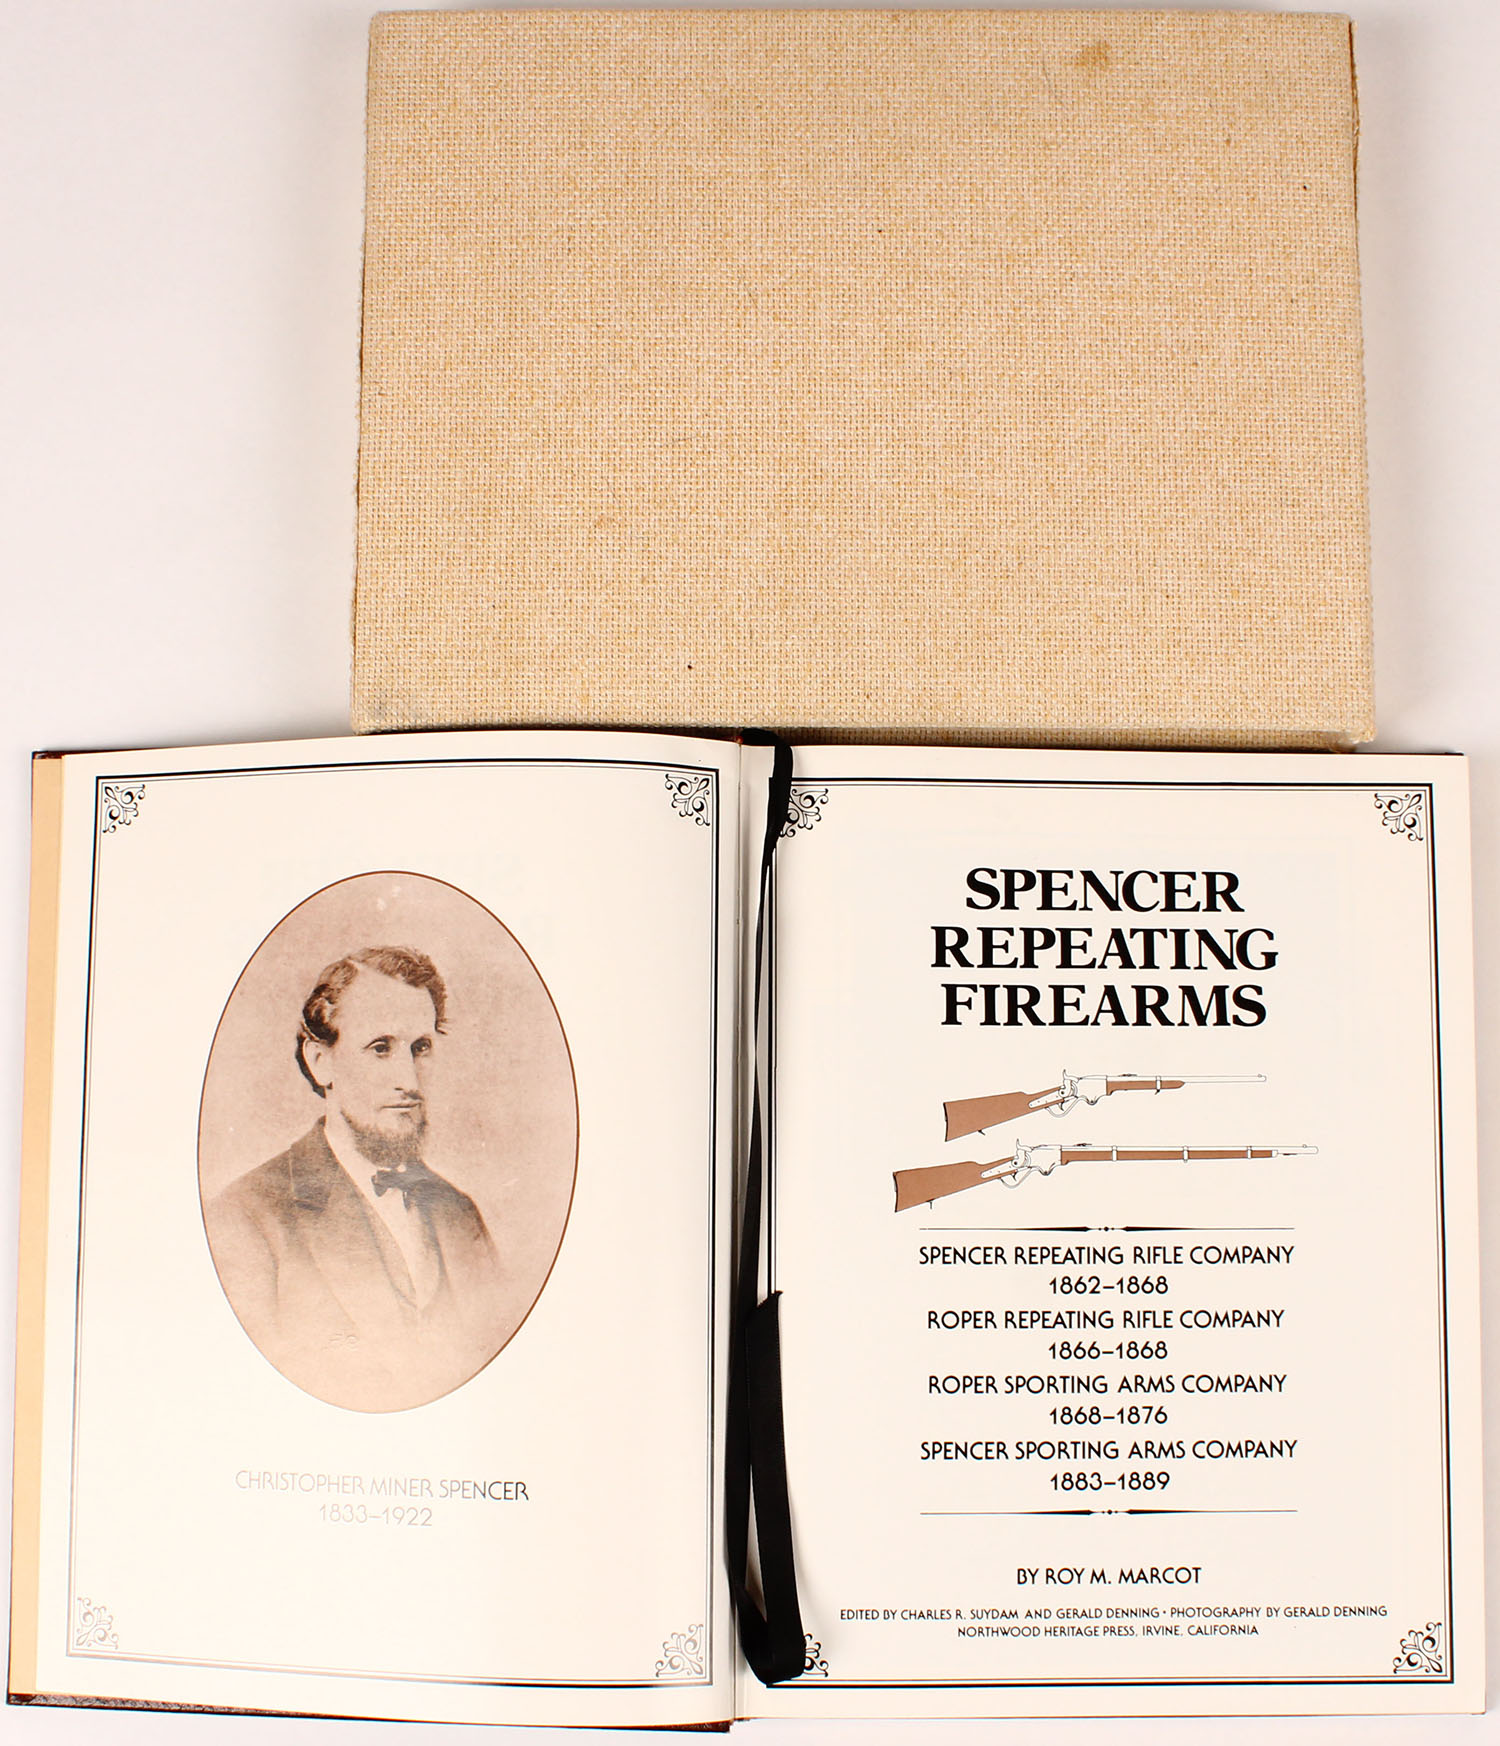 CHRISTOPHER MINER SPENCER
1833–1922
SPENCER
REPEATING
FIREARMS
SPENCER REPEATING RIFLE COMPANY
1862–1868
ROPER REPEATING RIFLE COMPANY
1866–1868
ROPER SPORTING ARMS COMPANY
1868–1876
SPENCER SPORTING ARMS COMPANY
1883–1889
BY ROY M. MARCOT
EDITED BY CHARLES R. SUYDAM AND GERALD DENNING • PHOTOGRAPHY BY GERALD DENNING
NORTHWOOD HERITAGE PRESS, IRVINE, CALIFORNIA